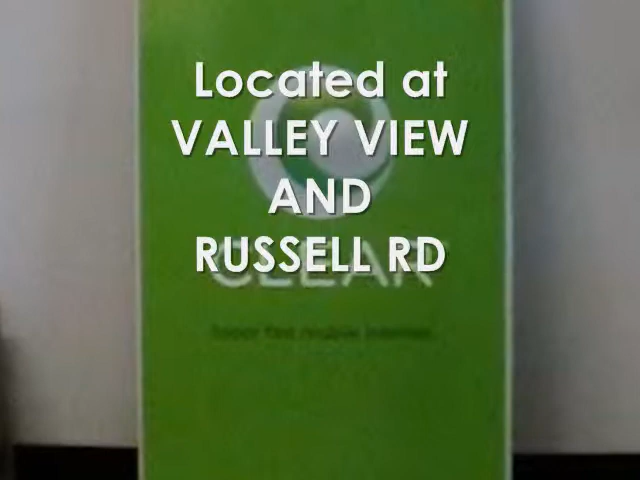 Located at
VALLEY VIEW
AND
RUSSELL RD
CLEAR